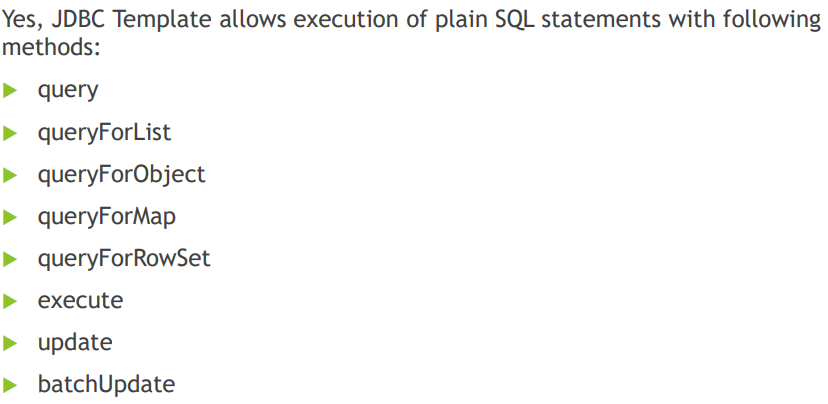 Yes, JDBC Template allows execution of plain SQL statements with following
methods:
query
queryForList
queryForObject
queryForMap
queryForRowSet
execute
update
batchUpdate